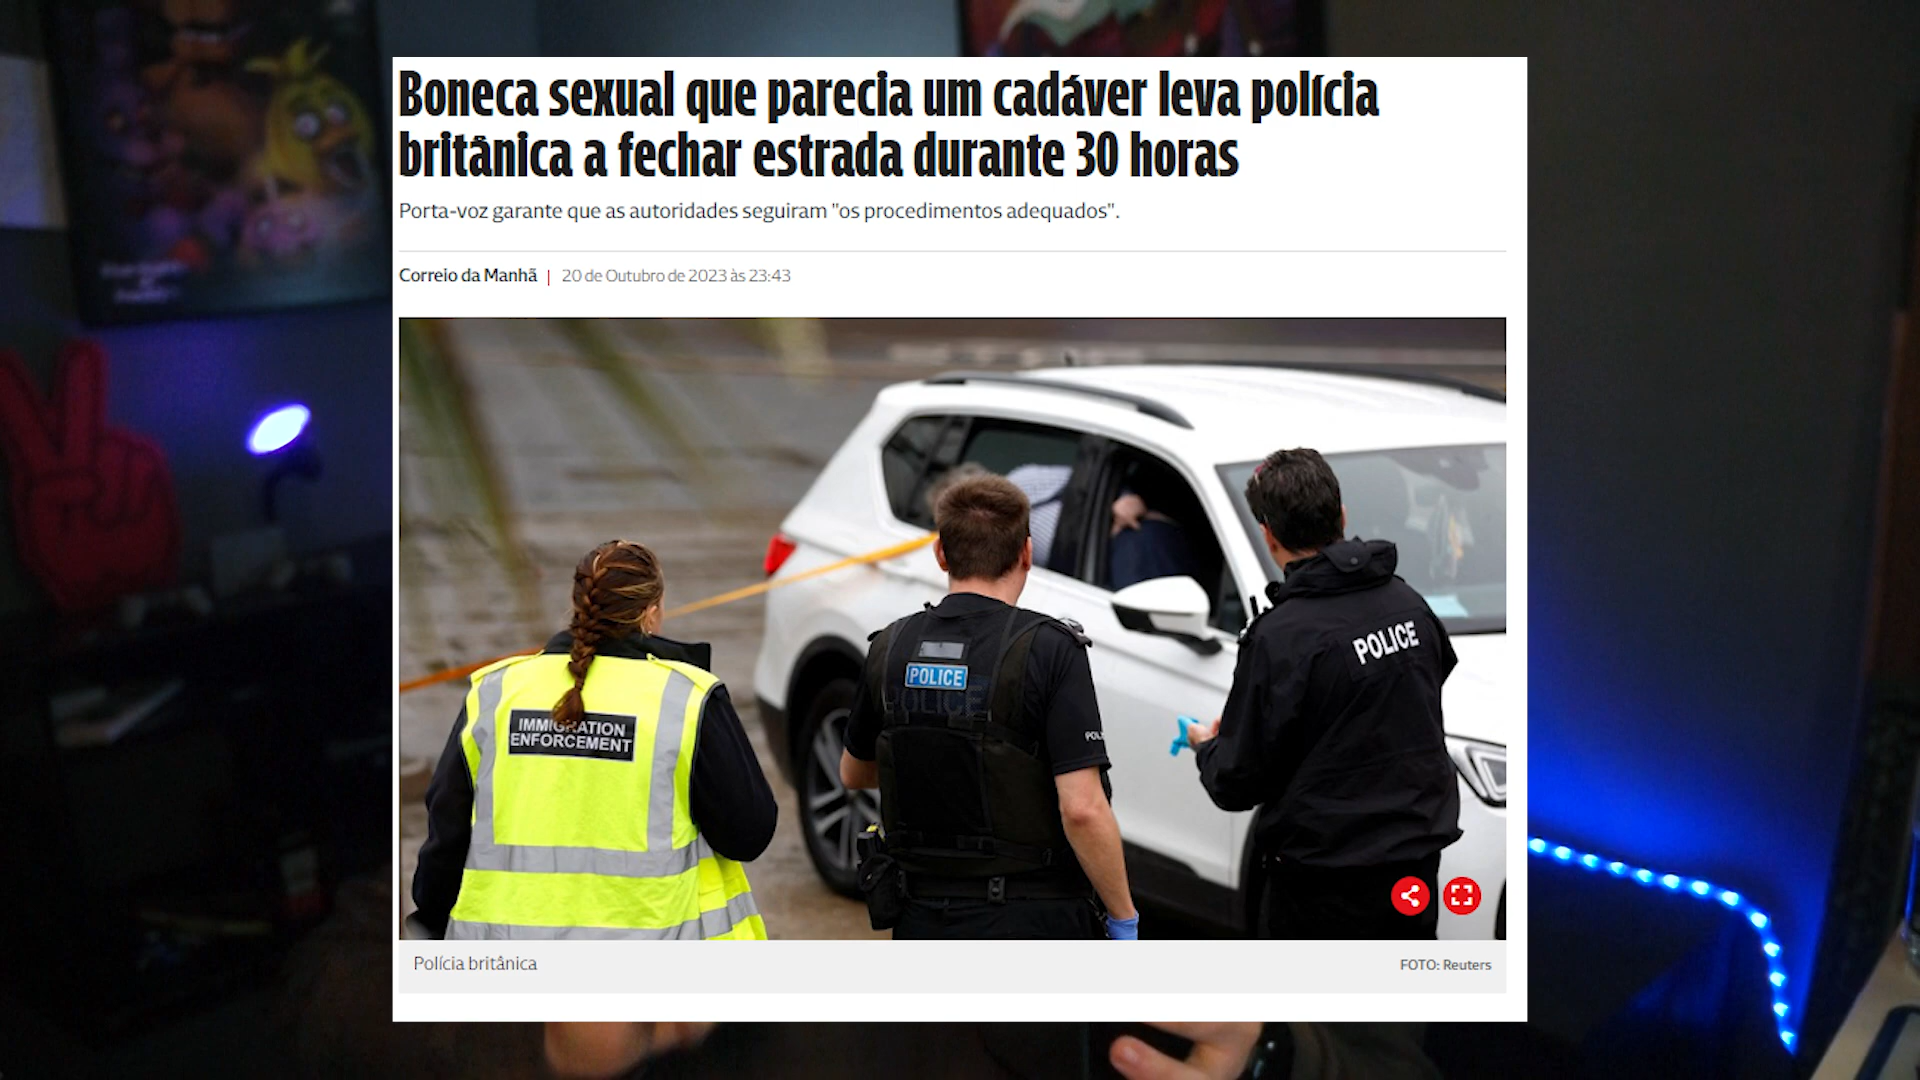 Boneca sexual que parecia um cadáver leva polícia
britânica a fechar estrada durante 30 horas
Porta-voz garante que as autoridades seguiram "os procedimentos adequados".
Correio da Manhã | 20 de Outubro de 2023 às 23:43
POLICE
POLICE
POLICE
IMMIGRATION
ENFORCEMENT
Polícia britânica
FOTO: Reuters